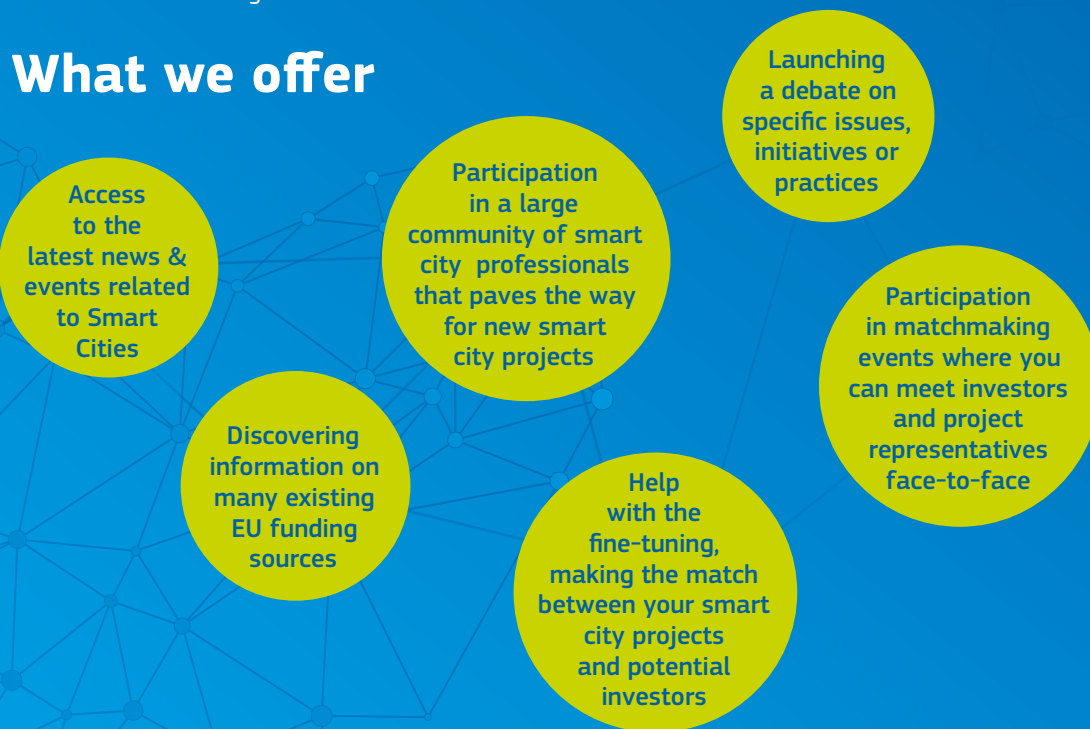 What we offer
Access
to the
latest news &
events related
to Smart
Cities
Participation
in a large
community of smart
city professionals
that paves the way
for new smart
city projects
Launching
a debate on
specific issues,
initiatives or
practices
Discovering
information on
many existing
EU funding
sources
Help
with the
fine-tuning,
making the match
between your smart
city projects
and potential
investors
Participation
in matchmaking
events where you
can meet investors
and project
representatives
face-to-face